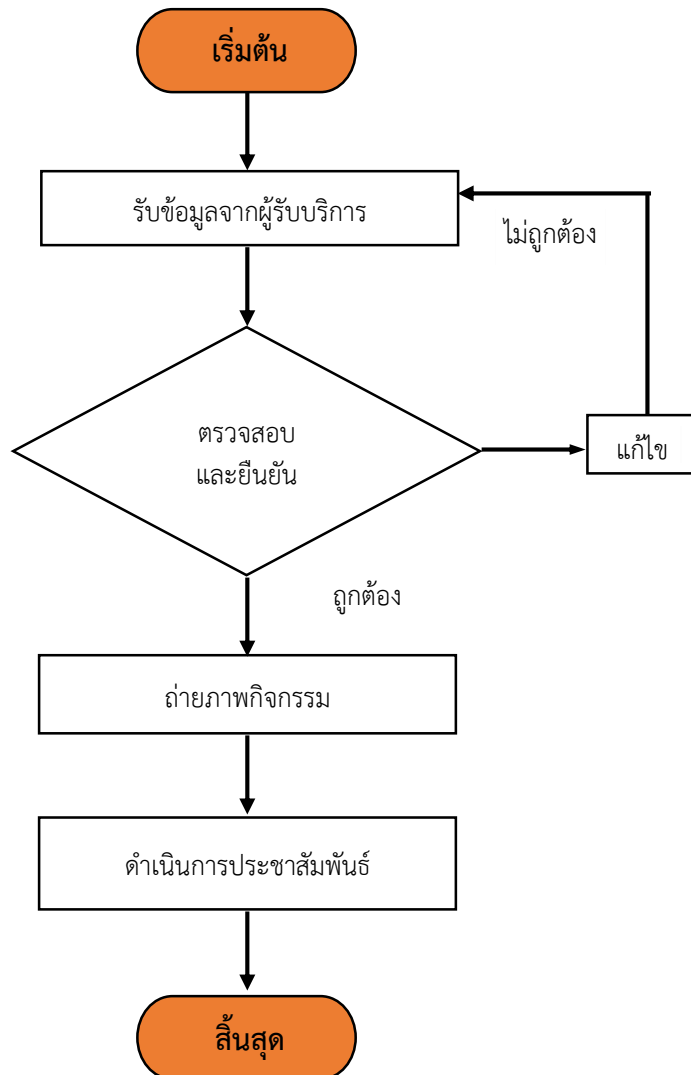 เริ่มต้น
รับข้อมูลจากผู้รับบริการ
ไม่ถูกต้อง
ตรวจสอบ
และยืนยัน
แก้ไข
ถูกต้อง
ถ่ายภาพกิจกรรม
ดำเนินการประชาสัมพันธ์
สิ้นสุด